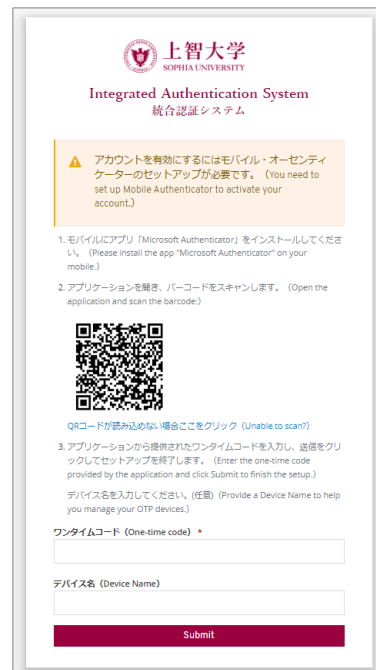 上智大学
SOPHIA UNIVERSITY
Integrated Authentication System
統合認証システム
アカウントを有効にするにはモバイル・オーセンティ
ケーターのセットアップが必要です。（You need to
set up Mobile Authenticator to activate your
account.）
1. モバイルにアプリ「Microsoft Authenticator」をインストールしてくださ
い。（Please install the app "Microsoft Authenticator" on your
mobile.）
2. アプリケーションを開き、バーコードをスキャンします。（Open the
application and scan the barcode:）
QRコードが読み込めない場合ここをクリック（Unable to scan?）
3. アプリケーションから提供されたワンタイムコードを入力し、送信をクリ
ックしてセットアップを終了します。（Enter the one-time code
provided by the application and click Submit to finish the setup.）
デバイス名を入力してください。(任意)（Provide a Device Name to help
you manage your OTP devices.）
ワンタイムコード（One-time code） *
デバイス名（Device Name）
Submit